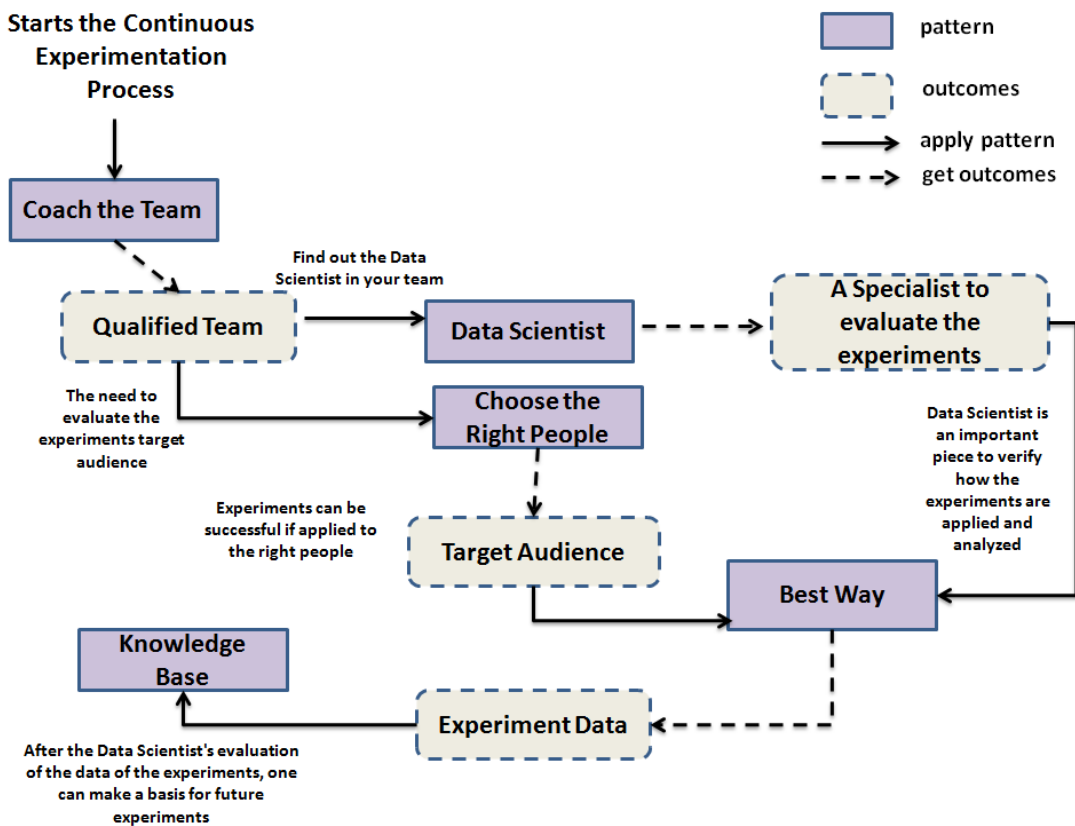 Starts the Continuous
Experimentation
Process
pattern
outcomes
apply pattern
get outcomes
Coach the Team
Find out the Data
Scientist in your team
Qualified Team
Data Scientist
A Specialist to
evaluate the
experiments
The need to
evaluate the
experiments target
audience
Choose the
Right People
Data Scientist is
an important
piece to verify
how the
experiments are
applied and
analyzed
Experiments can be
successful if applied to
the right people
Target Audience
Best Way
Knowledge
Base
Experiment Data
After the Data Scientist's evaluation
of the data of the experiments, one
can make a basis for future
experiments